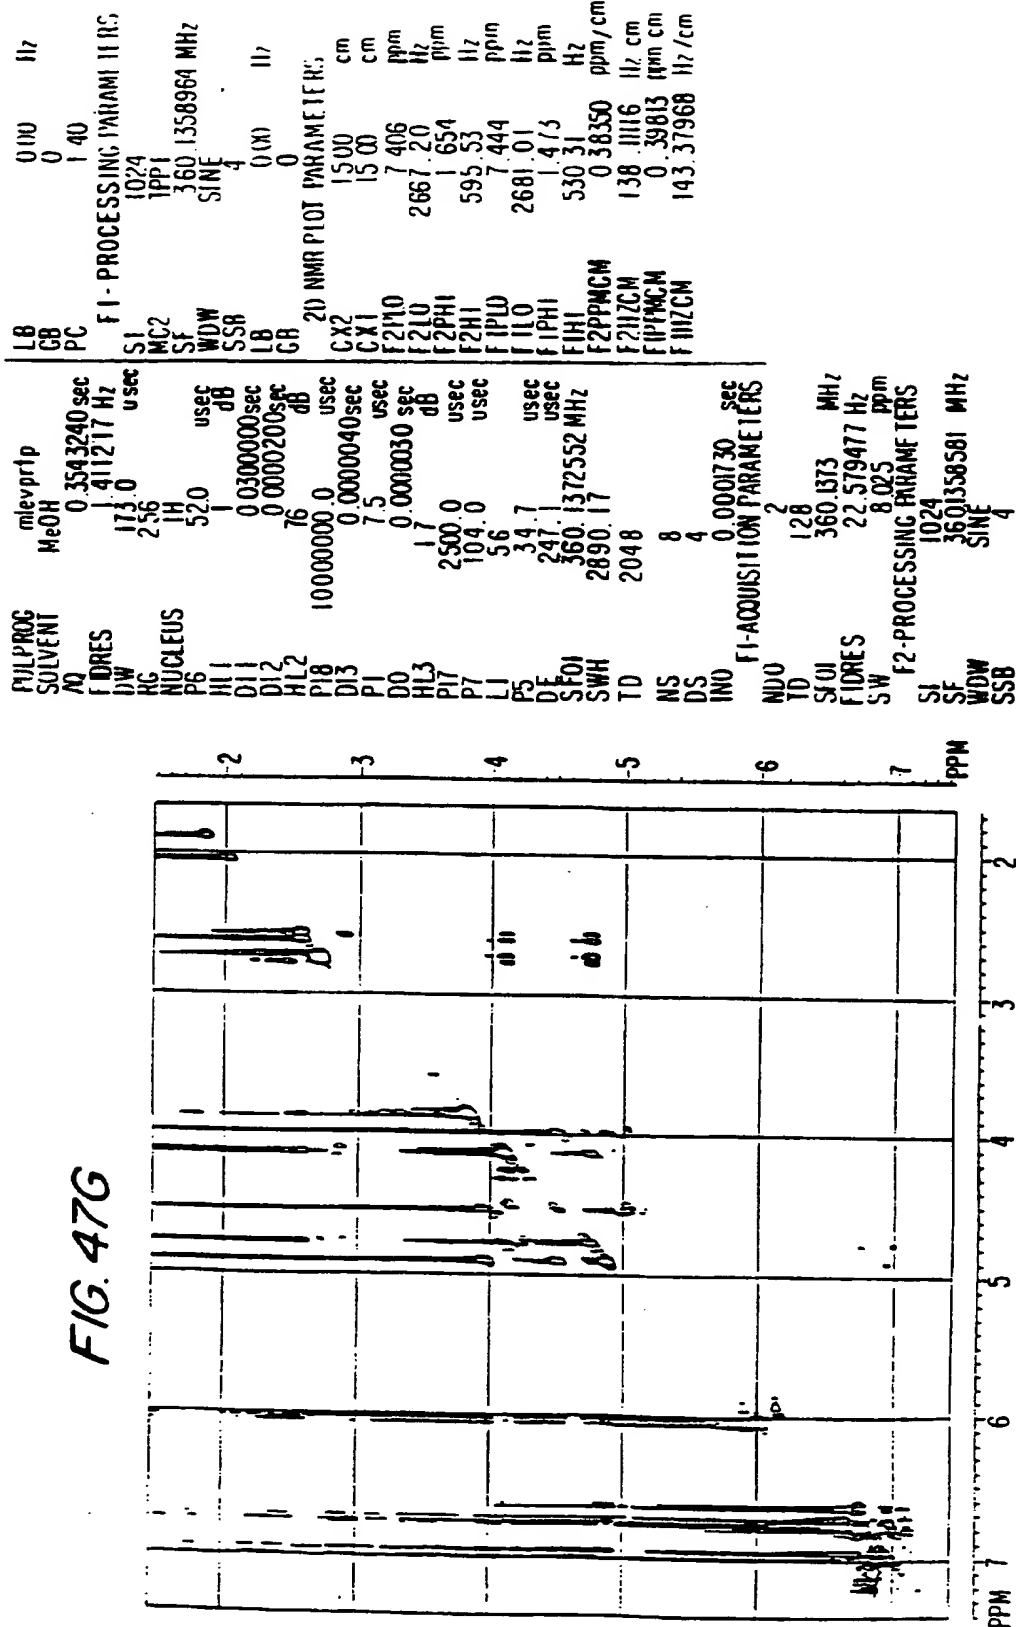 FIG. 47G
2
3
4
5
6
7
PPM
PPM 7
6
5
4
3
2
PULPROG mlevprtp
SOLVENT MeOH
AQ 0.3543240 sec
FIDRES 1.411217 Hz
DW 173.0 usec
RG 256
NUCLEUS 1H
P6 52.0 usec
HL1 1 dB
D11 0.0300000 sec
D12 0.0000200 sec
HL2 76 dB
P18 10000000.0 usec
D13 0.0000040 sec
P1 7.5 usec
D0 0.0000030 sec
HL3 17 dB
P17 2500.0 usec
P7 104.0 usec
L1 56
P5 34.7 usec
DE 247.1 usec
SFO1 360.1372552 MHz
SWH 2890.17
TD 2048
NS 8
DS 4
IN0 0.0001730 sec
F1-ACQUISITION PARAMETERS
ND0 2
TD 128
SFO1 360.1373 MHz
FIDRES 22.579477 Hz
SW 8.025 ppm
F2-PROCESSING PARAMETERS
SI 1024
SF 360.1358581 MHz
WDW SINE
SSB 4
LB 0.00 Hz
GB 0
PC 1.40
F1-PROCESSING PARAMETERS
SI 1024
MC2 TPPI
SF 360.1358964 MHz
WDW SINE
SSB 4
LB 0.00 Hz
GB 0
2D NMR PLOT PARAMETERS
CX2 15.00 cm
CX1 15.00 cm
F2PLO 7.406 ppm
F2LO 2667.20 Hz
F2PHI 1.654 ppm
F2HI 595.53 Hz
F1PLO 7.444 ppm
F1LO 2681.01 Hz
F1PHI 1.473 ppm
F1HI 530.31 Hz
F2PPMCM 0.38350 ppm/cm
F2HZCM 138.1116 Hz cm
F1PPMCM 0.39813 ppm cm
F1HZCM 143.37968 Hz/cm